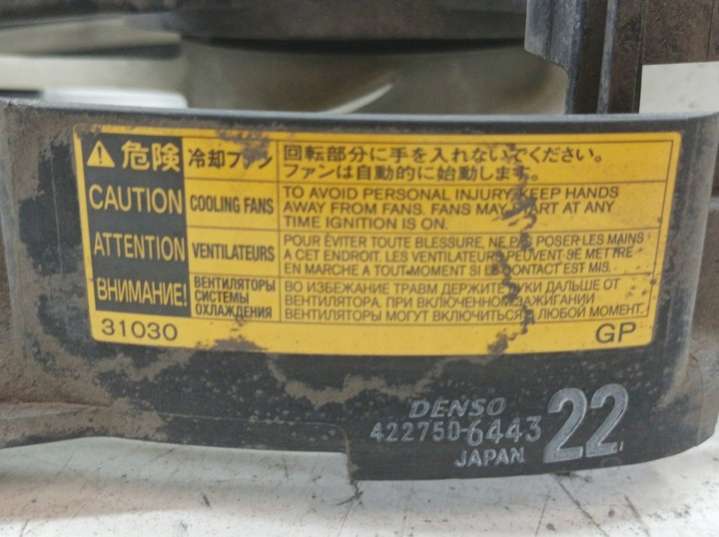 危険
冷却ファン
回転部分に手を入れないでください。
ファンは自動的に始動します。
CAUTION
COOLING FANS
TO AVOID PERSONAL INJURY KEEP HANDS
AWAY FROM FANS. FANS MAY START AT ANY
TIME IGNITION IS ON.
ATTENTION
VENTILATEURS
POUR ÉVITER TOUTE BLESSURE, NE PAS POSER LES MAINS
A CET ENDROIT. LES VENTILATEURS PEUVENT SE METTRE
EN MARCHE A TOUT MOMENT SI LE CONTACT EST MIS.
ВНИМАНИЕ!
ВЕНТИЛЯТОРЫ
СИСТЕМЫ
ОХЛАЖДЕНИЯ
ВО ИЗБЕЖАНИЕ ТРАВМ ДЕРЖИТЕ РУКИ ДАЛЬШЕ ОТ
ВЕНТИЛЯТОРА. ПРИ ВКЛЮЧЕННОМ ЗАЖИГАНИИ
ВЕНТИЛЯТОРЫ МОГУТ ВКЛЮЧИТЬСЯ В ЛЮБОЙ МОМЕНТ.
31030
GP
DENSO
422750-6443 22
JAPAN